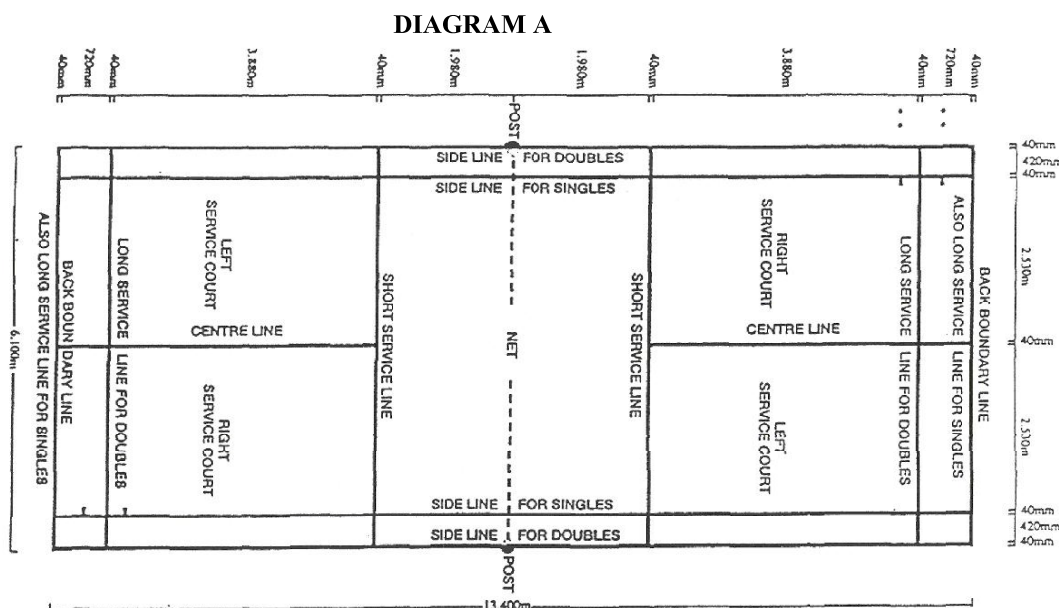 DIAGRAM A
40mm
720mm
40mm
3.880m
40mm
1.980m
1.980m
40mm
3.880m
40mm
720mm
40mm
POST
SIDE LINE FOR DOUBLES
SIDE LINE FOR SINGLES
40mm
420mm
40mm
2.530m
40mm
2.530m
40mm
420mm
40mm
6.100m
ALSO LONG SERVICE LINE FOR SINGLES
BACK BOUNDARY LINE
LONG SERVICE LINE FOR DOUBLES
LEFT
SERVICE COURT
CENTRE LINE
RIGHT
SERVICE COURT
SHORT SERVICE LINE
NET
SHORT SERVICE LINE
RIGHT
SERVICE COURT
CENTRE LINE
LEFT
SERVICE COURT
LONG SERVICE LINE FOR DOUBLES
ALSO LONG SERVICE LINE FOR SINGLES
BACK BOUNDARY LINE
SIDE LINE FOR SINGLES
SIDE LINE FOR DOUBLES
POST
13.400m